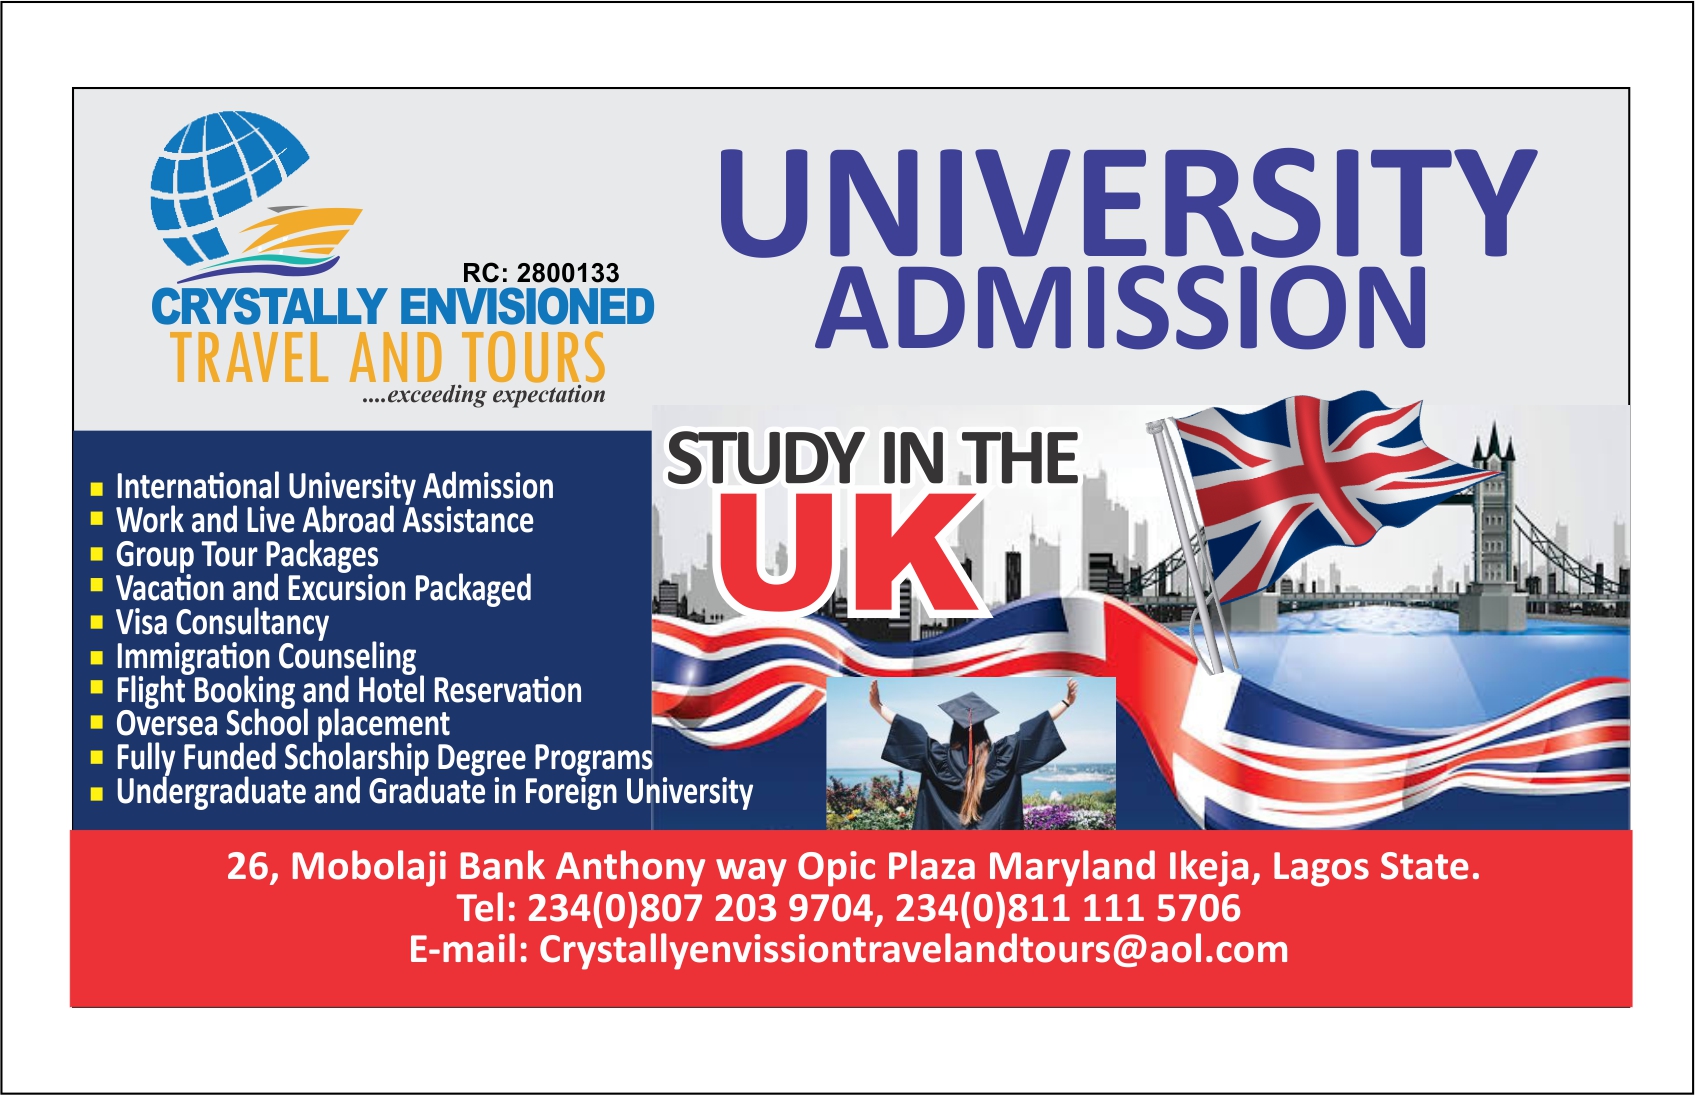 RC: 2800133
CRYSTALLY ENVISIONED
TRAVEL AND TOURS
....exceeding expectation
UNIVERSITY
ADMISSION
STUDY IN THE
UK
International University Admission
Work and Live Abroad Assistance
Group Tour Packages
Vacation and Excursion Packaged
Visa Consultancy
Immigration Counseling
Flight Booking and Hotel Reservation
Oversea School placement
Fully Funded Scholarship Degree Programs
Undergraduate and Graduate in Foreign University
26, Mobolaji Bank Anthony way Opic Plaza Maryland Ikeja, Lagos State.
Tel: 234(0)807 203 9704, 234(0)811 111 5706
E-mail: Crystallyenvissiontravelandtours@aol.com